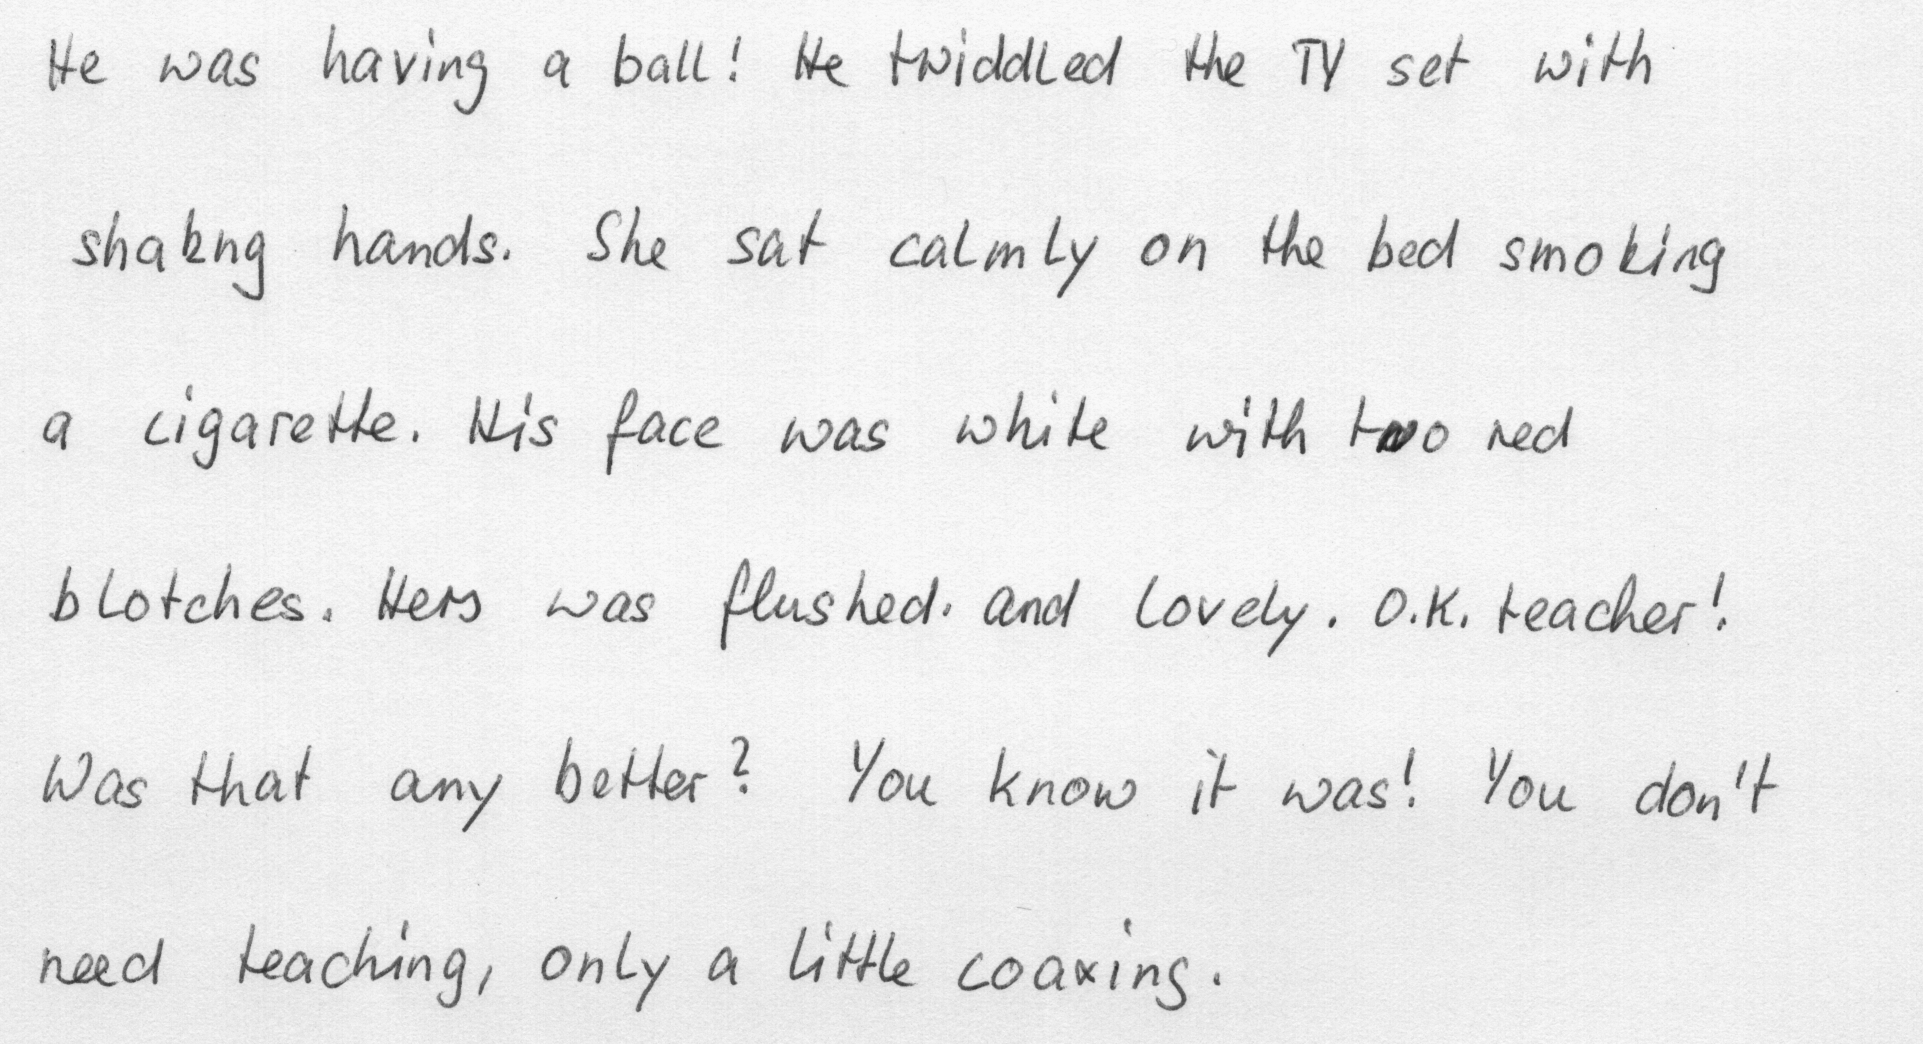 He was having a ball! He twiddled the TV set with
shakng hands. She sat calmly on the bed smoking
a cigarette. His face was white with two red
blotches. Hers was flushed. and lovely. O.K. teacher!
Was that any better? You know it was! You don't
need teaching, only a little coaxing.